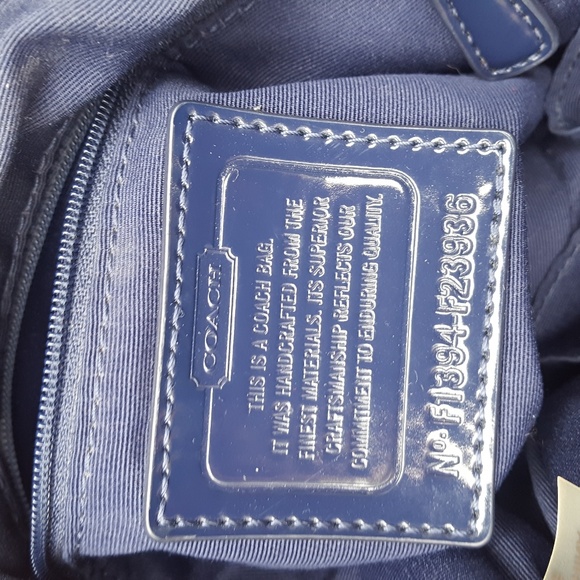 COACH
THIS IS A COACH BAG.
IT WAS HANDCRAFTED FROM THE
FINEST MATERIALS. ITS SUPERIOR
CRAFTSMANSHIP REFLECTS OUR
COMMITMENT TO ENDURING QUALITY.
Nº. F1394-F23936